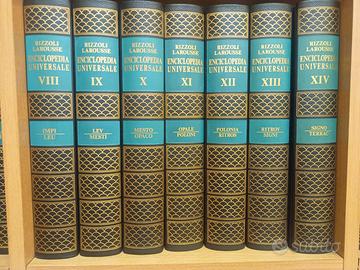 RIZZOLI
LAROUSSE
ENCICLOPEDIA
UNIVERSALE
VIII
IMPI
LEU
RIZZOLI
LAROUSSE
ENCICLOPEDIA
UNIVERSALE
IX
LEV
MESTI
RIZZOLI
LAROUSSE
ENCICLOPEDIA
UNIVERSALE
X
MESTO
OPACO
RIZZOLI
LAROUSSE
ENCICLOPEDIA
UNIVERSALE
XI
OPALE
POLONI
RIZZOLI
LAROUSSE
ENCICLOPEDIA
UNIVERSALE
XII
POLONIA
RITROS
RIZZOLI
LAROUSSE
ENCICLOPEDIA
UNIVERSALE
XIII
RITROV
SIGNI
RIZZOLI
LAROUSSE
ENCICLOPEDIA
UNIVERSALE
XIV
SIGNO
TERRAC
subito